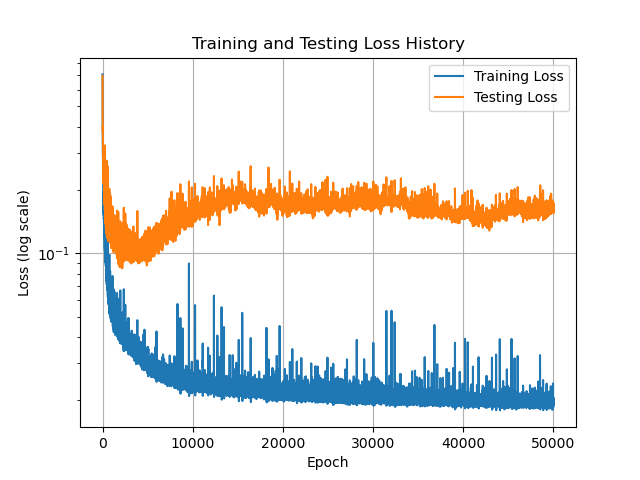 Training and Testing Loss History
Training Loss
Testing Loss
Loss (log scale)
10⁻¹
0 10000 20000 30000 40000 50000
Epoch